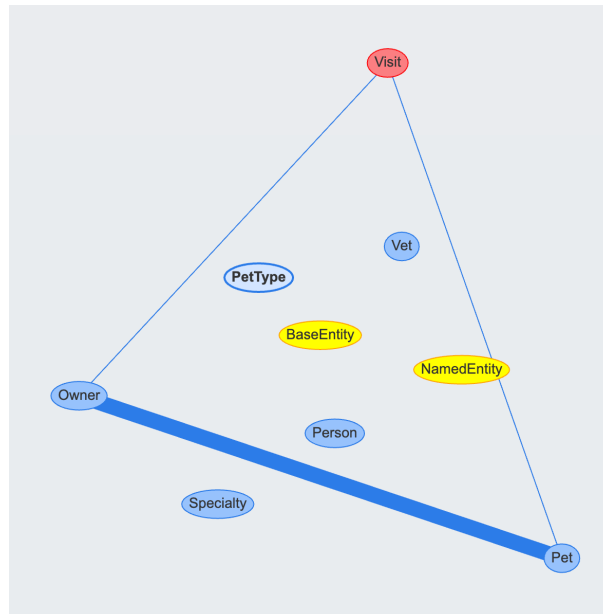 Visit
Vet
PetType
BaseEntity
NamedEntity
Owner
Person
Specialty
Pet